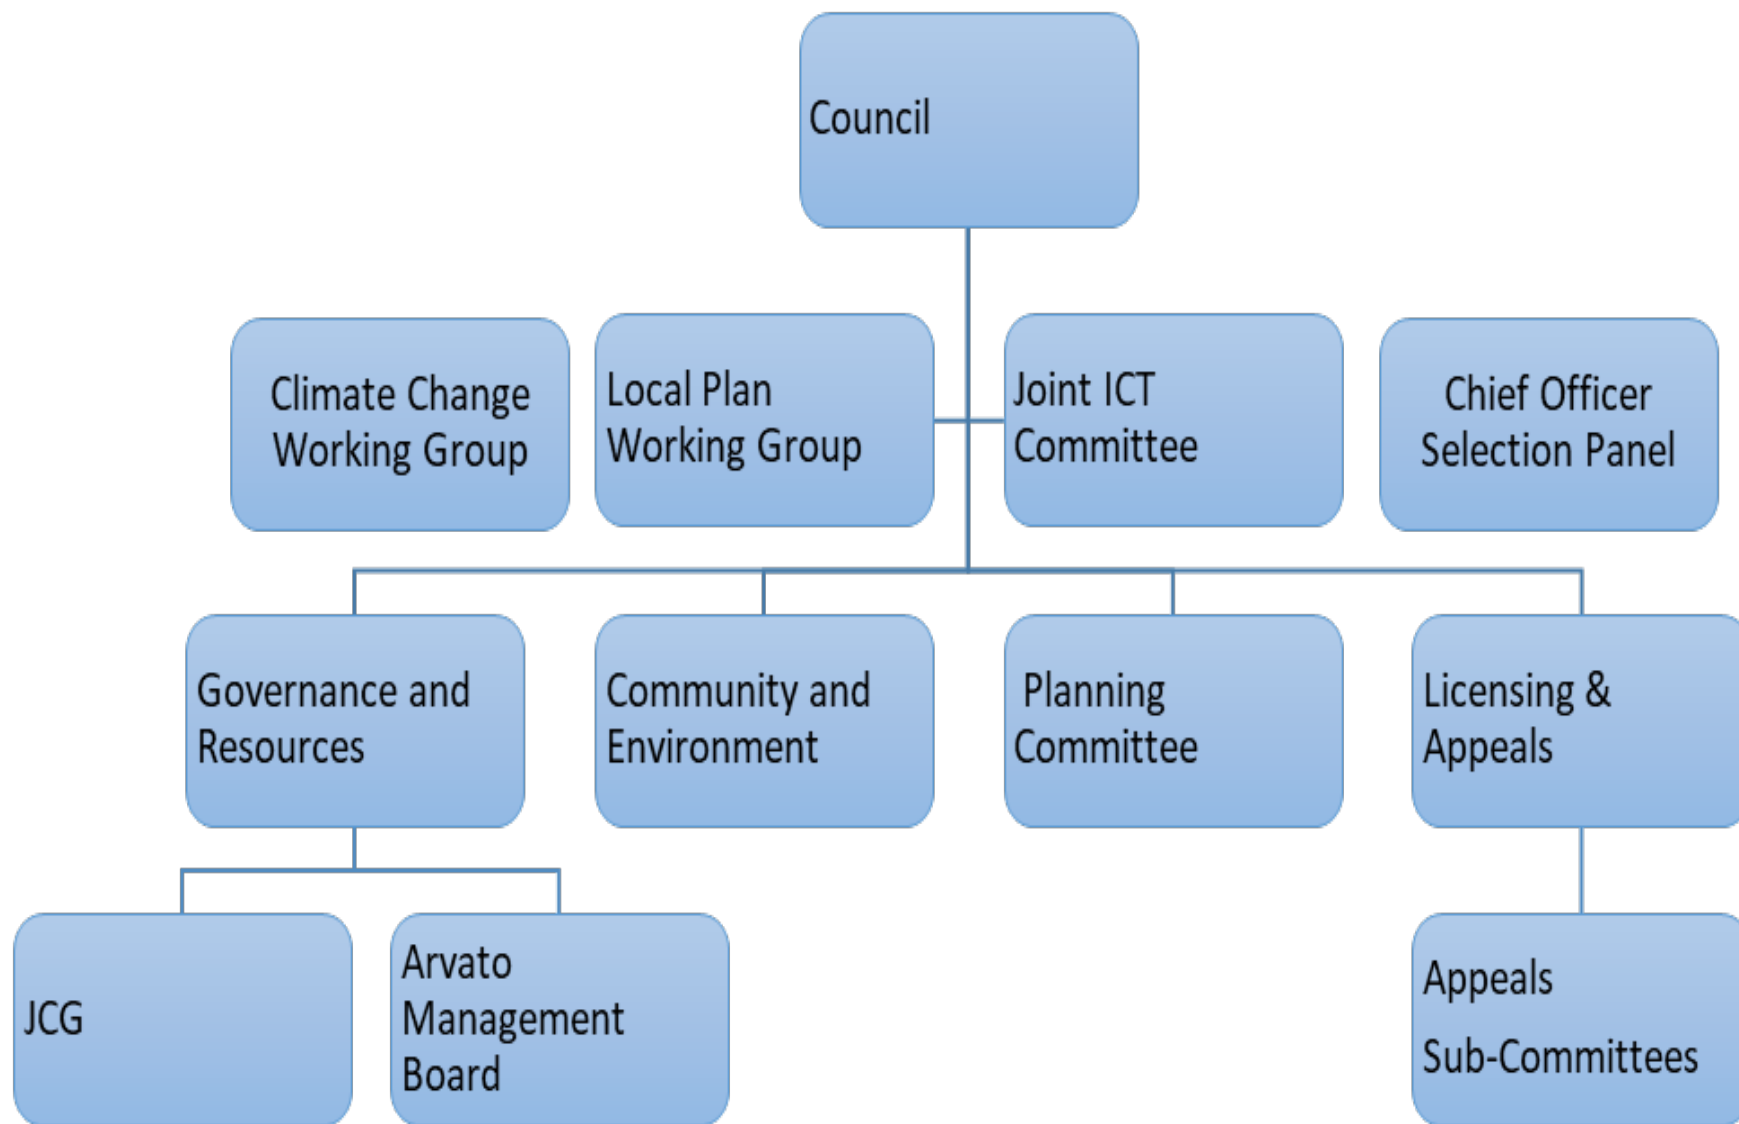 Council
Climate Change
Working Group
Local Plan
Working Group
Joint ICT
Committee
Chief Officer
Selection Panel
Governance and
Resources
Community and
Environment
Planning
Committee
Licensing &
Appeals
JCG
Arvato
Management
Board
Appeals
Sub-Committees